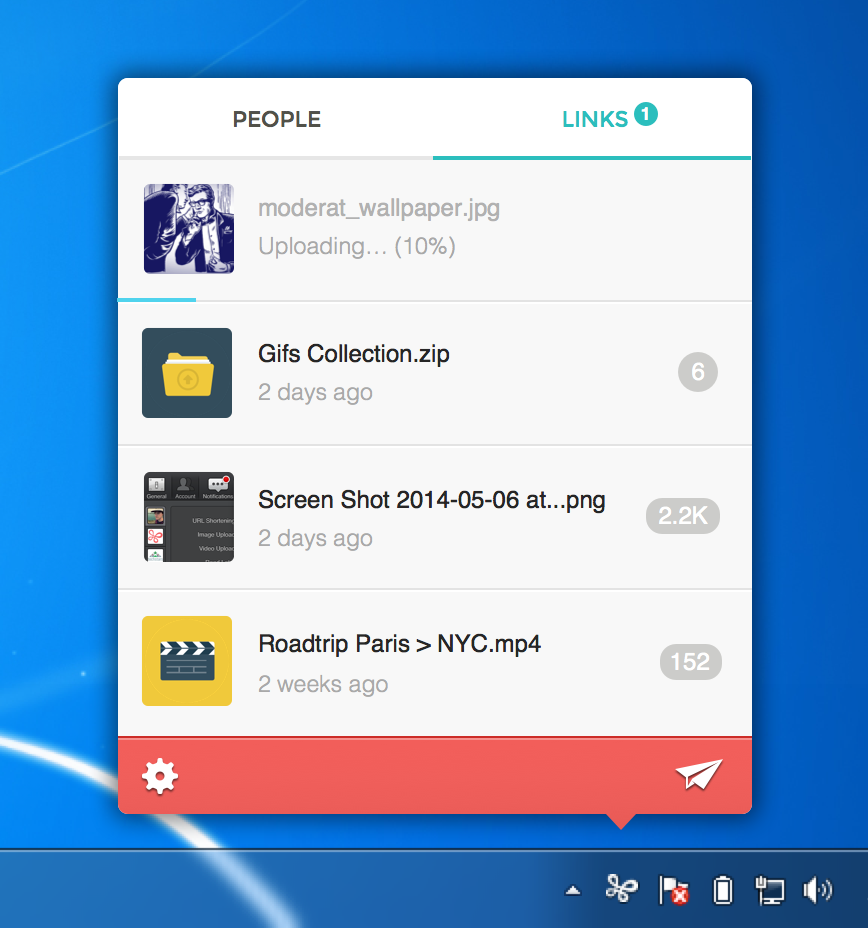 PEOPLE
LINKS 1
moderat_wallpaper.jpg
Uploading... (10%)
Gifs Collection.zip
2 days ago
6
General Account Notifications
URL Shortening
Image Upload
Video Upload
Screen Shot 2014-05-06 at...png
2 days ago
2.2K
Roadtrip Paris > NYC.mp4
2 weeks ago
152